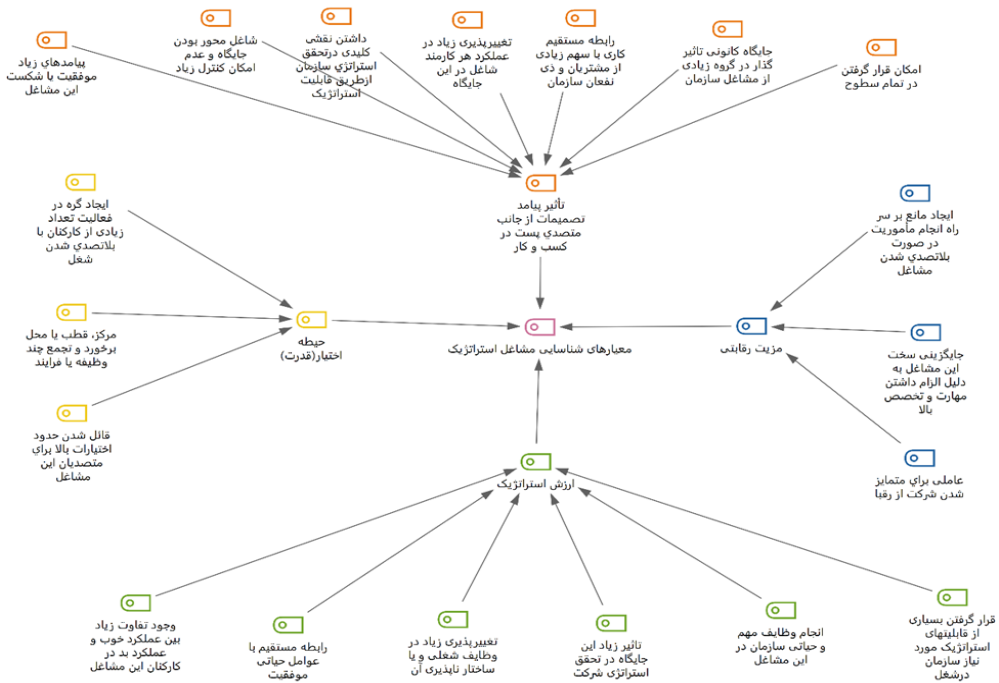 پیامدهاي زیاد
موفقیت یا شکست
این مشاغل
شاغل محور بودن
جایگاه و عدم
امکان کنترل زیاد
داشتن نقشی
کلیدی درتحقق
استراتژي سازمان
ازطریق قابلیت
استراتژیک
تغییرپذیری زیاد در
عملکرد هر کارمند
شاغل در این
جایگاه
رابطه مستقیم
کاری با سهم زیادی
از مشتریان و ذی
نفعان سازمان
جایگاه کانونی تاثیر
گذار در گروه زیادی
از مشاغل سازمان
امکان قرار گرفتن
در تمام سطوح
تأثیر پیامد
تصمیمات از جانب
متصدي پست در
کسب و کار
ایجاد گره در
فعالیت تعداد
زیادی از کارکنان با
بلاتصدي شدن
شغل
مرکز، قطب یا محل
برخورد و تجمع چند
وظیفه یا فرایند
قائل شدن حدود
اختیارات بالا براي
متصدیان این
مشاغل
حیطه
اختیار(قدرت)
معیارهای شناسایی مشاغل استراتژیک
مزیت رقابتی
ایجاد مانع بر سر
راه انجام مأموریت
در صورت
بلاتصدي شدن
مشاغل
جایگزینی سخت
این مشاغل به
دلیل الزام داشتن
مهارت و تخصص
بالا
عاملی براي متمایز
شدن شرکت از رقبا
ارزش استراتژیک
وجود تفاوت زیاد
بین عملکرد خوب و
عملکرد بد در
کارکنان این مشاغل
رابطه مستقیم با
عوامل حیاتی
موفقیت
تغییرپذیری زیاد در
وظایف شغلی و یا
ساختار ناپذیری آن
تاثیر زیاد این
جایگاه در تحقق
استراتژی شرکت
انجام وظایف مهم
و حیاتی سازمان در
این مشاغل
قرار گرفتن بسیاری
از قابلیتهای
استراتژیک مورد
نیاز سازمان
درشغل